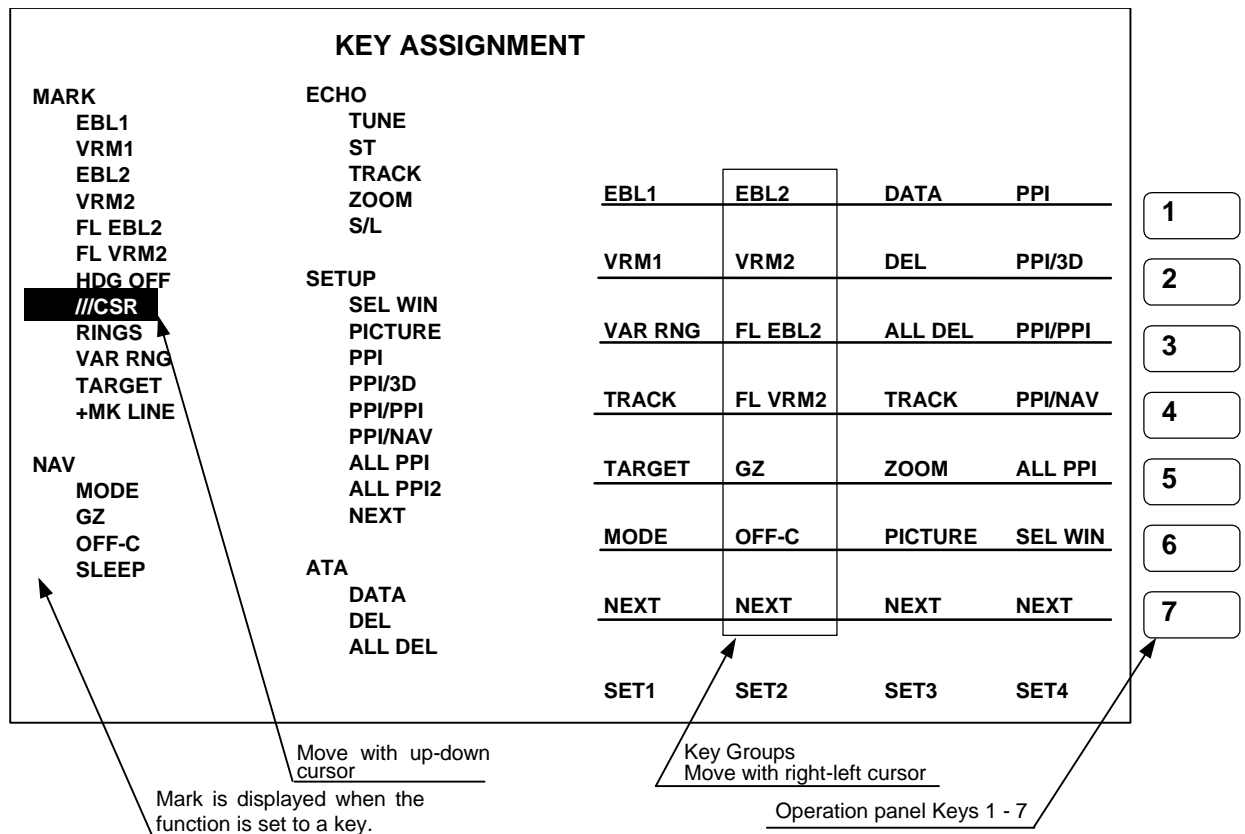 KEY ASSIGNMENT
MARK
EBL1
VRM1
EBL2
VRM2
FL EBL2
FL VRM2
HDG OFF
///CSR
RINGS
VAR RNG
TARGET
+MK LINE
NAV
MODE
GZ
OFF-C
SLEEP
ECHO
TUNE
ST
TRACK
ZOOM
S/L
SETUP
SEL WIN
PICTURE
PPI
PPI/3D
PPI/PPI
PPI/NAV
ALL PPI
ALL PPI2
NEXT
ATA
DATA
DEL
ALL DEL
EBL1 EBL2 DATA PPI 1
VRM1 VRM2 DEL PPI/3D 2
VAR RNG FL EBL2 ALL DEL PPI/PPI 3
TRACK FL VRM2 TRACK PPI/NAV 4
TARGET GZ ZOOM ALL PPI 5
MODE OFF-C PICTURE SEL WIN 6
NEXT NEXT NEXT NEXT 7
SET1 SET2 SET3 SET4
Move with up-down
cursor
Mark is displayed when the
function is set to a key.
Key Groups
Move with right-left cursor
Operation panel Keys 1 - 7